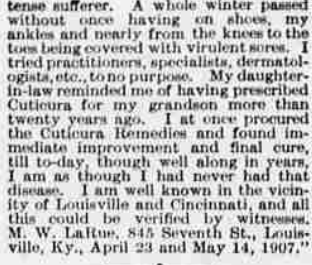 tense sufferer. A whole winter passed
without once having on shoes, my
ankles and nearly from the knees to the
toes being covered with virulent sores. I
tried practitioners, specialists, dermatol-
ogists, etc., to no purpose. My daughter-
in-law reminded me of having prescribed
Cuticura for my grandson more than
twenty years ago. I at once procured
the Cuticura Remedies and found im-
mediate improvement and final cure,
till to-day, though well along in years,
I am as though I had never had that
disease. I am well known in the vicin-
ity of Louisville and Cincinnati, and all
this could be verified by witnesses.
M. W. LaRue, 845 Seventh St., Louis-
ville, Ky., April 23 and May 14, 1907."